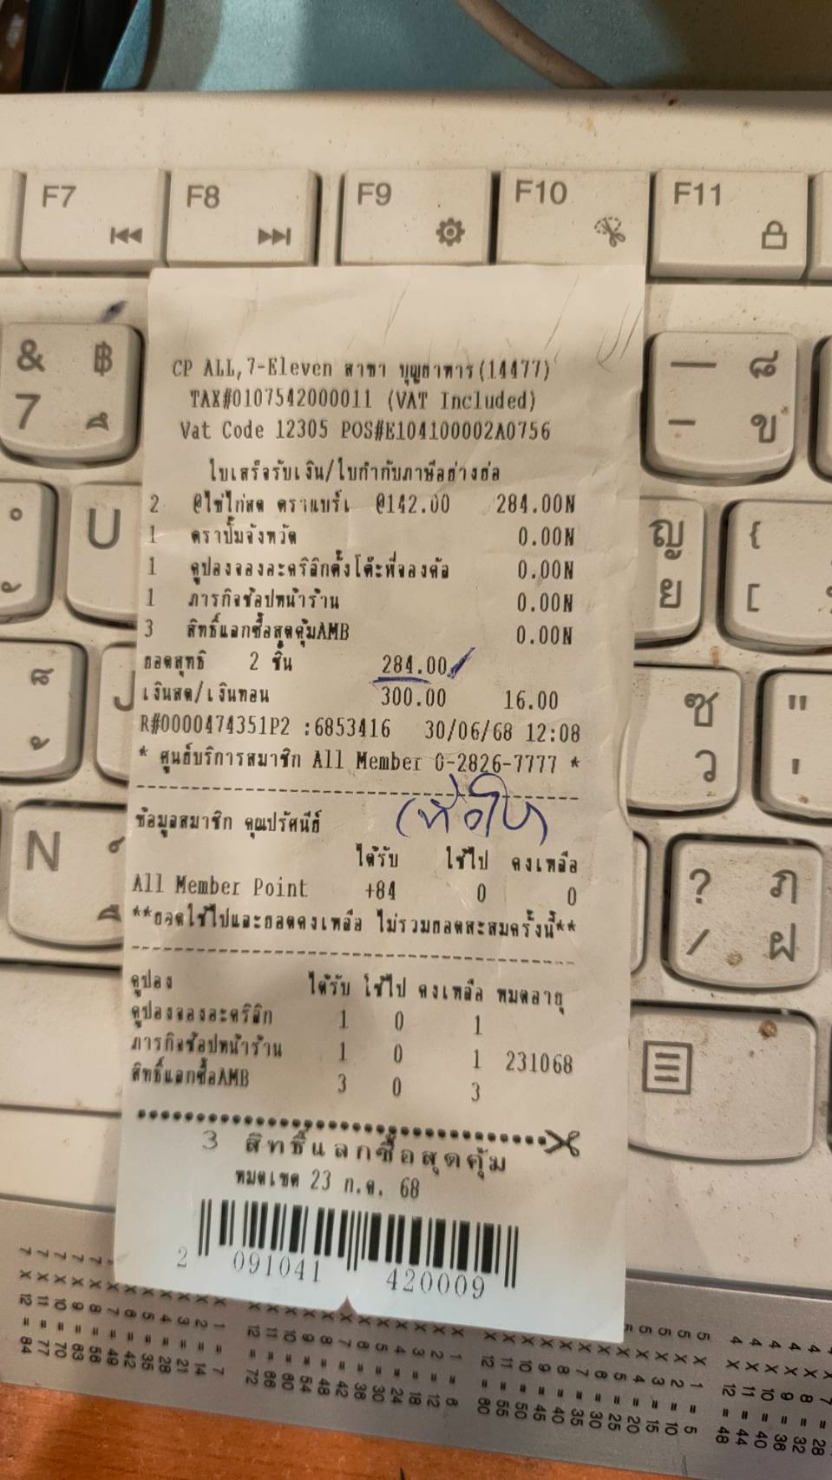 F7 F8 F9 F10 F11
CP ALL,7-Eleven สาขา บุญถาหาร(14477)
TAX#0107542000011 (VAT Included)
Vat Code 12305 POS#E104100002A0756
ใบเสร็จรับเงิน/ใบกำกับภาษีอย่างย่อ
2 @ไข่ไก่สด ตราแบร์เ @142.00 284.00N
1 ตราปั๊มจังหวัด 0.00N
1 คูปองจองอะคริลิกตั้งโต๊ะพี่จองคัล 0.00N
1 ภารกิจช้อปหน้าร้าน 0.00N
3 สิทธิ์แลกซื้อสุดคุ้มAMB 0.00N
ยอดสุทธิ 2 ชิ้น 284.00
เงินสด/เงินทอน 300.00 16.00
R#0000474351P2 :6853416 30/06/68 12:08
* ศูนย์บริการสมาชิก All Member 0-2826-7777 *
ข้อมูลสมาชิก คุณปรัศนีย์
ได้รับ ใช้ไป คงเหลือ
All Member Point +84 0 0
**ยอดใช้ไปและยอดคงเหลือ ไม่รวมยอดสะสมครั้งนี้**
คูปอง ได้รับ ใช้ไป คงเหลือ หมดอายุ
คูปองจองอะคริลิก 1 0 1
ภารกิจช้อปหน้าร้าน 1 0 1 231068
สิทธิ์แลกซื้อAMB 3 0 3
3 สิทธิ์แลกซื้อสุดคุ้ม
หมดเขต 23 ก.ค. 68
2 091041 420009